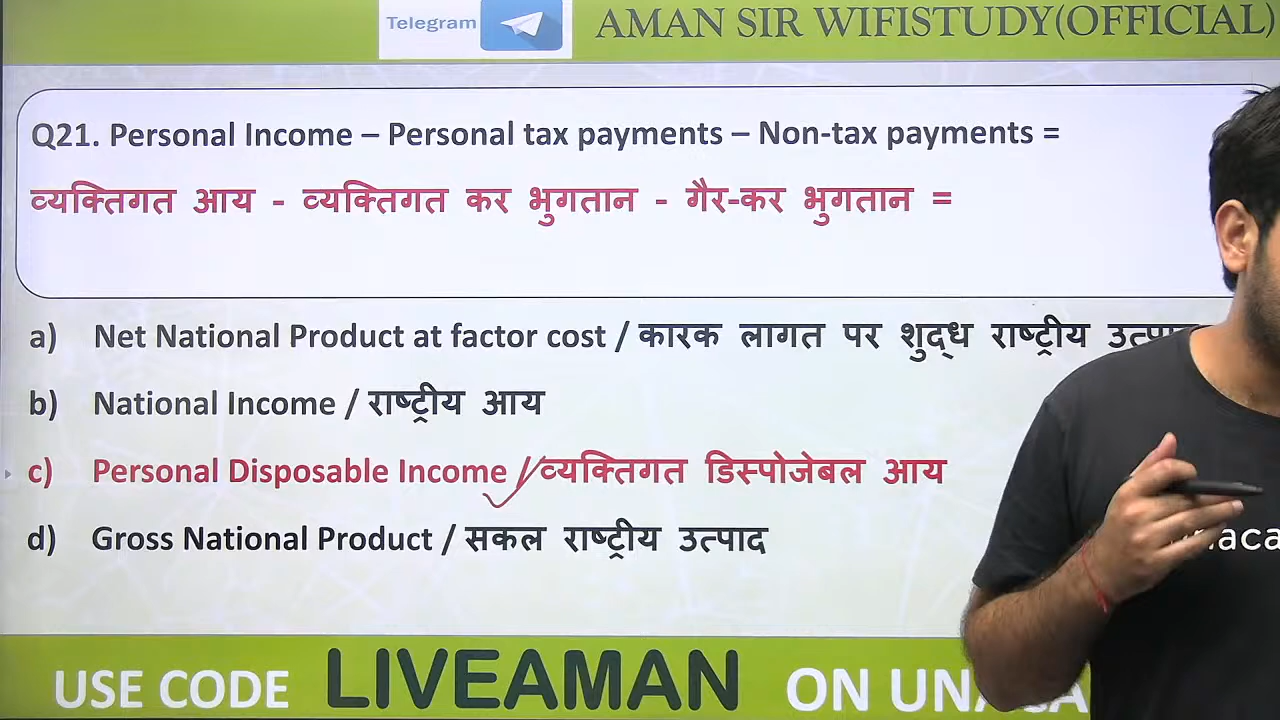 Telegram
AMAN SIR WIFISTUDY(OFFICIAL)
Q21. Personal Income – Personal tax payments – Non-tax payments =
व्यक्तिगत आय - व्यक्तिगत कर भुगतान - गैर-कर भुगतान =
a) Net National Product at factor cost / कारक लागत पर शुद्ध राष्ट्रीय
b) National Income / राष्ट्रीय आय
c) Personal Disposable Income / व्यक्तिगत डिस्पोजेबल आय
d) Gross National Product / सकल राष्ट्रीय उत्पाद
USE CODE LIVEAMAN ON